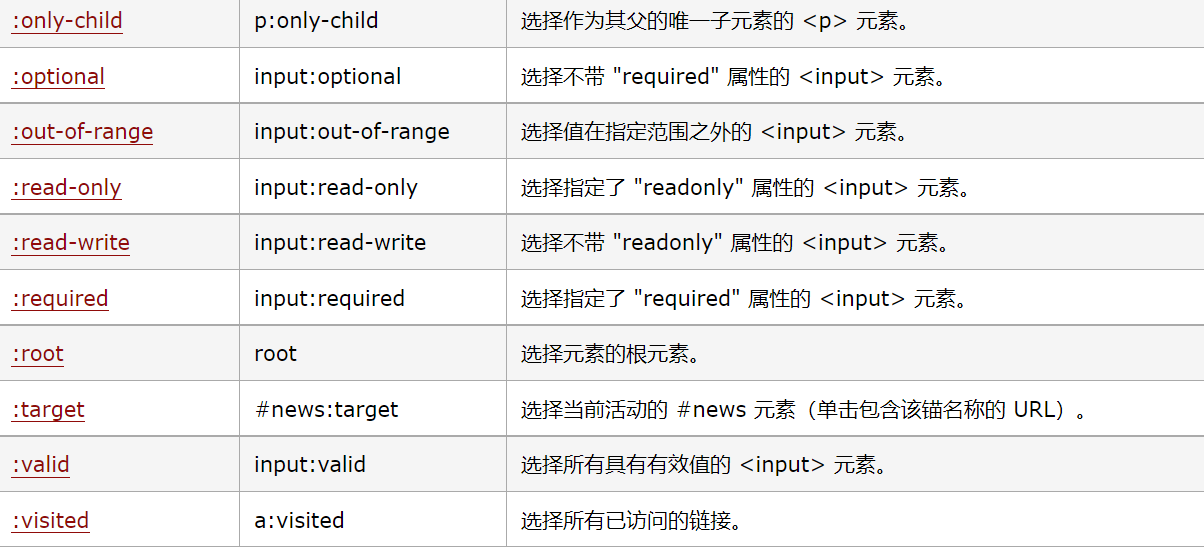 :only-child p:only-child 选择作为其父的唯一子元素的 <p> 元素。
:optional input:optional 选择不带 "required" 属性的 <input> 元素。
:out-of-range input:out-of-range 选择值在指定范围之外的 <input> 元素。
:read-only input:read-only 选择指定了 "readonly" 属性的 <input> 元素。
:read-write input:read-write 选择不带 "readonly" 属性的 <input> 元素。
:required input:required 选择指定了 "required" 属性的 <input> 元素。
:root root 选择元素的根元素。
:target #news:target 选择当前活动的 #news 元素（单击包含该锚名称的 URL）。
:valid input:valid 选择所有具有有效值的 <input> 元素。
:visited a:visited 选择所有已访问的链接。